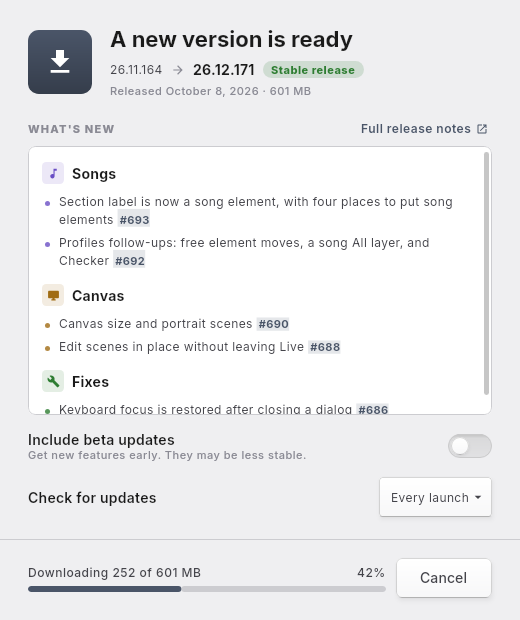 A new version is ready
26.11.164 → 26.12.171 Stable release
Released October 8, 2026 · 601 MB
WHAT'S NEW
Full release notes
Songs
Section label is now a song element, with four places to put song
elements #693
Profiles follow-ups: free element moves, a song All layer, and
Checker #692
Canvas
Canvas size and portrait scenes #690
Edit scenes in place without leaving Live #688
Fixes
Keyboard focus is restored after closing a dialog #686
Include beta updates
Get new features early. They may be less stable.
Check for updates
Every launch
Downloading 252 of 601 MB
42%
Cancel